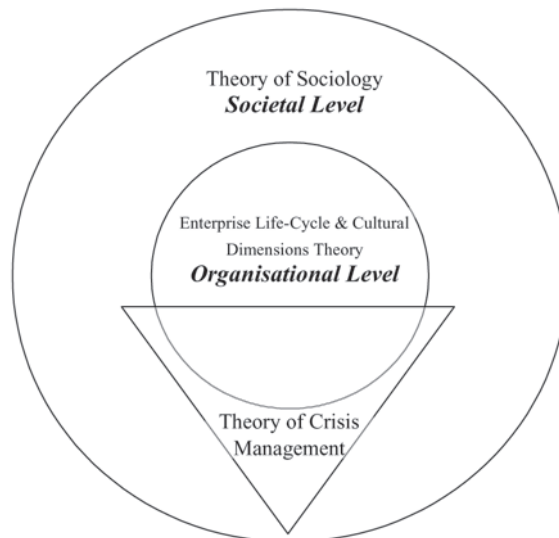 Theory of Sociology
Societal Level
Enterprise Life-Cycle & Cultural
Dimensions Theory
Organisational Level
Theory of Crisis
Management